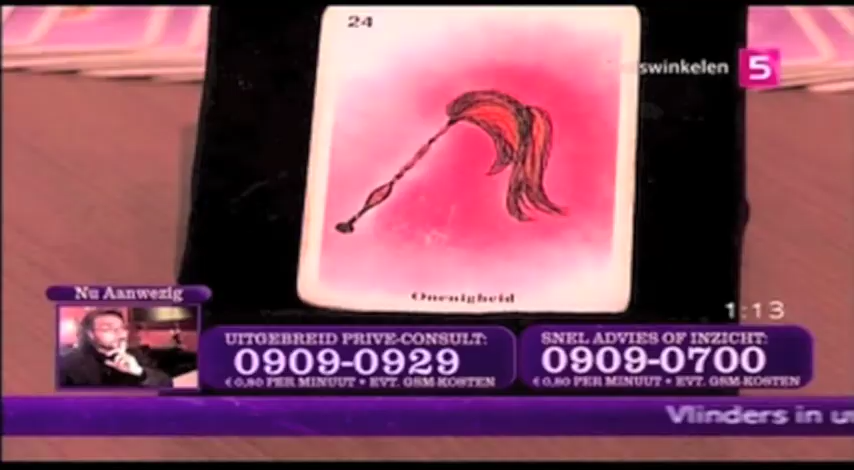 24
swinkelen 5
Onenigheid
1:13
Nu Aanwezig
UITGEBREID PRIVE-CONSULT:
0909-0929
€ 0,80 PER MINUUT • EVT. GSM-KOSTEN
SNEL ADVIES OF INZICHT:
0909-0700
€ 0,80 PER MINUUT • EVT. GSM-KOSTEN
Vlinders in u